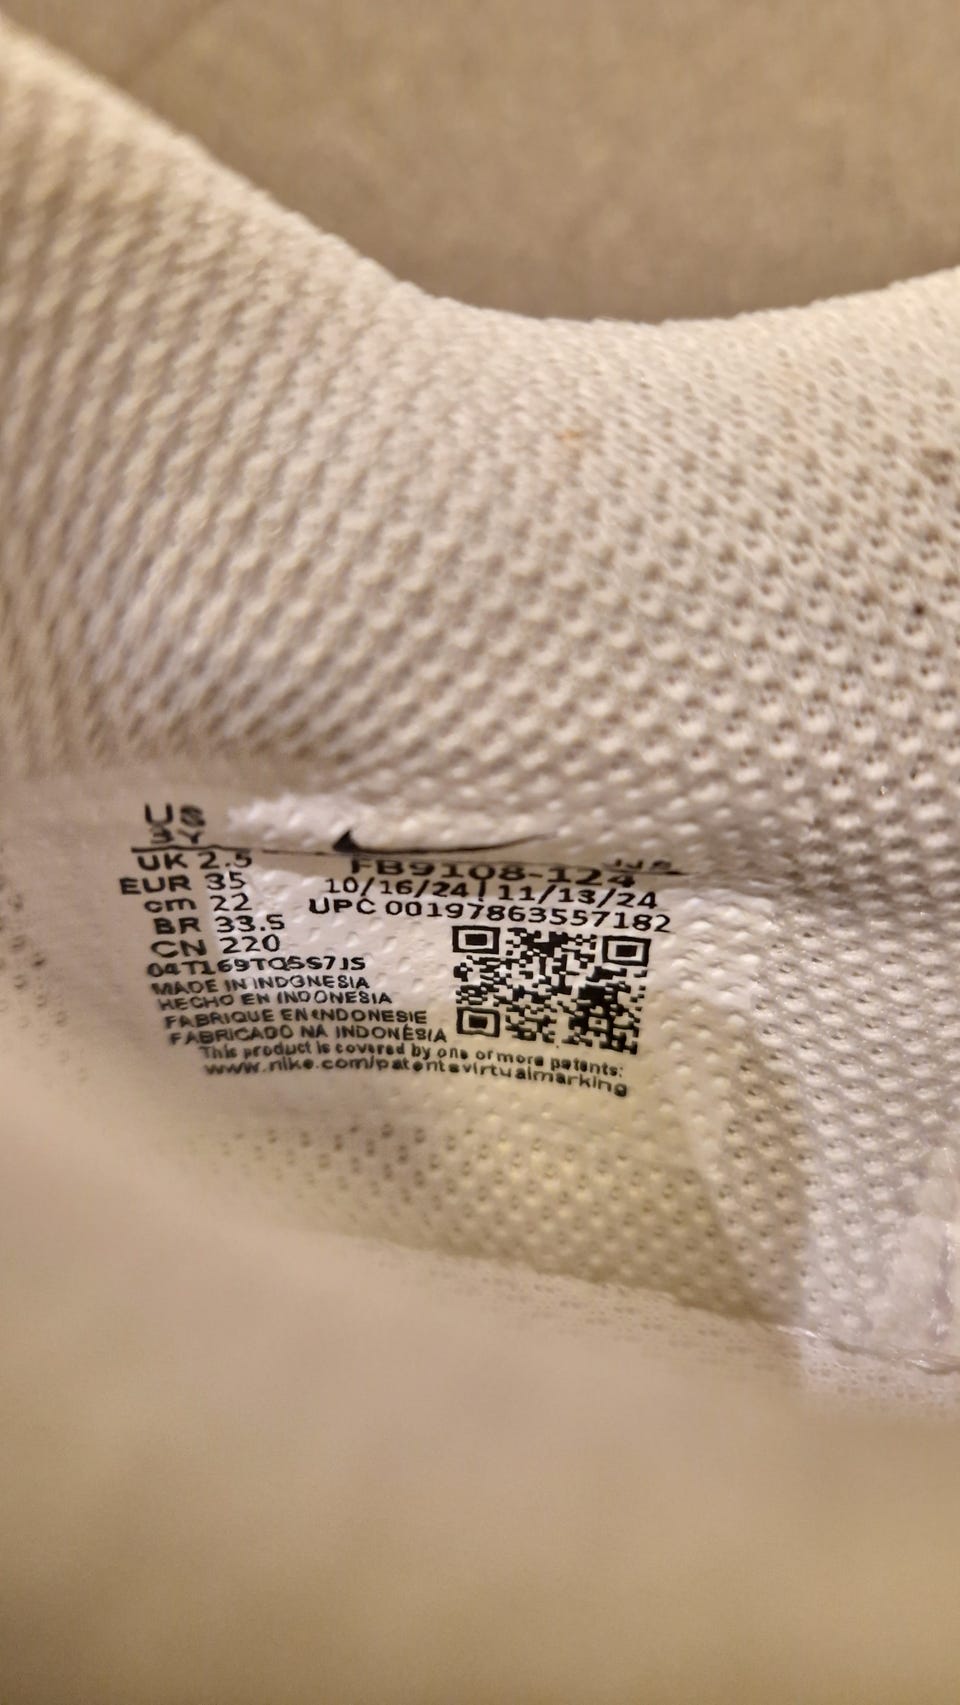 US
3Y
UK 2.5
EUR 35
cm 22
BR 33.5
CN 220
FB9108-124
10/16/24 | 11/13/24
UPC 00197863557182
04T169TQ5S7JS
MADE IN INDONESIA
HECHO EN INDONESIA
FABRIQUE EN INDONESIE
FABRICADO NA INDONÉSIA
This product is covered by one of more patents:
www.nike.com/patentsvirtualmarking